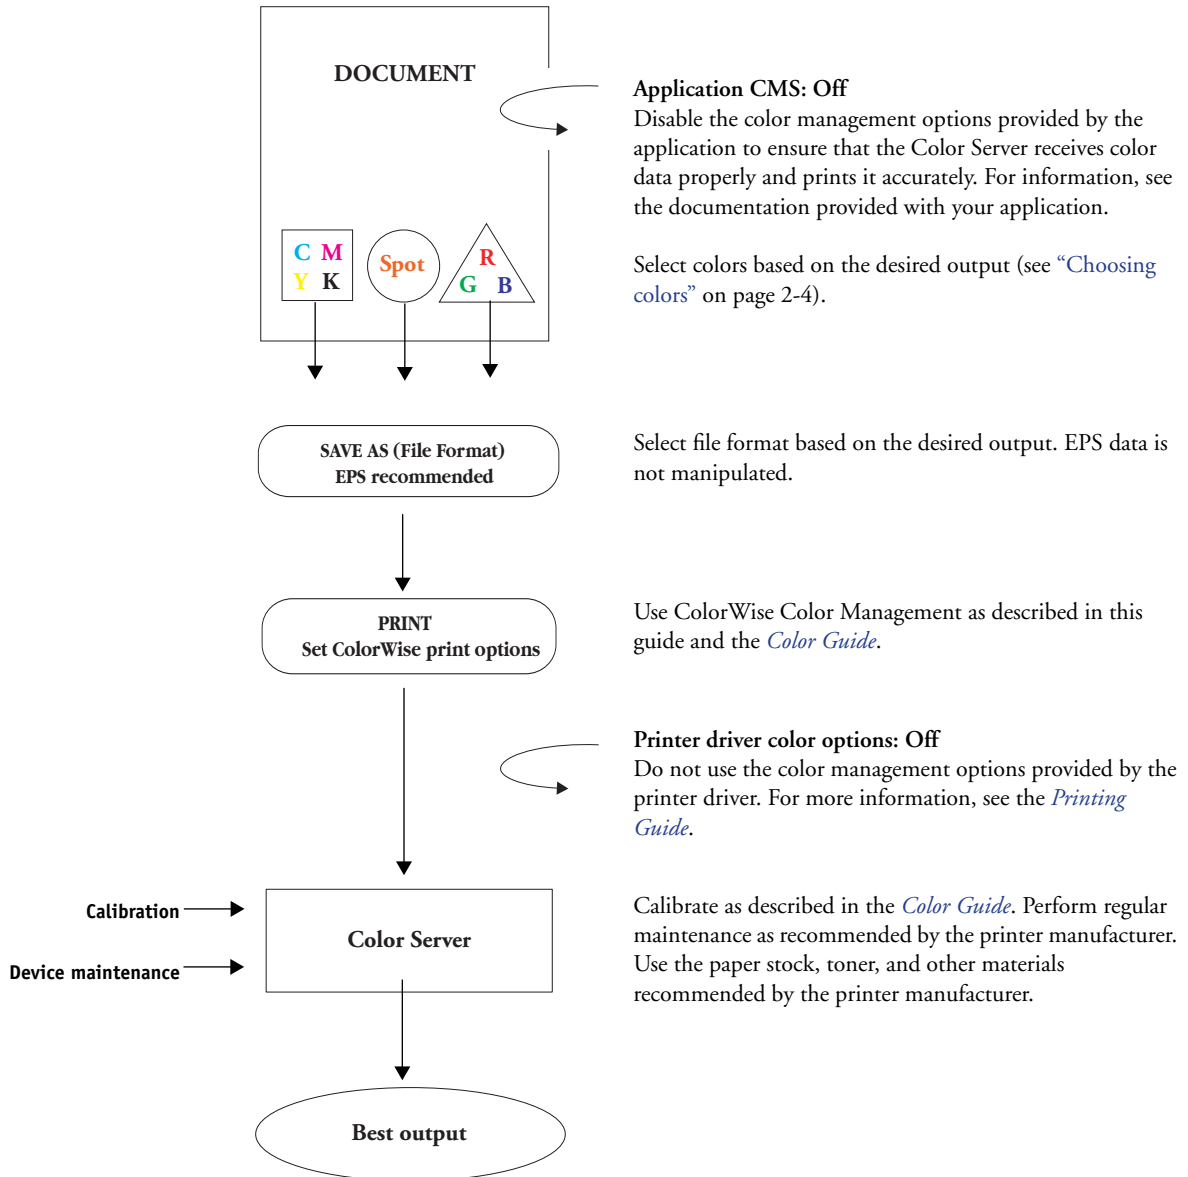 DOCUMENT
Application CMS: Off
Disable the color management options provided by the
application to ensure that the Color Server receives color
data properly and prints it accurately. For information, see
the documentation provided with your application.
C M
Y K
Spot
R
G B
Select colors based on the desired output (see “Choosing
colors” on page 2-4).
SAVE AS (File Format)
EPS recommended
Select file format based on the desired output. EPS data is
not manipulated.
PRINT
Set ColorWise print options
Use ColorWise Color Management as described in this
guide and the Color Guide.
Printer driver color options: Off
Do not use the color management options provided by the
printer driver. For more information, see the Printing
Guide.
Calibration
Device maintenance
Color Server
Calibrate as described in the Color Guide. Perform regular
maintenance as recommended by the printer manufacturer.
Use the paper stock, toner, and other materials
recommended by the printer manufacturer.
Best output